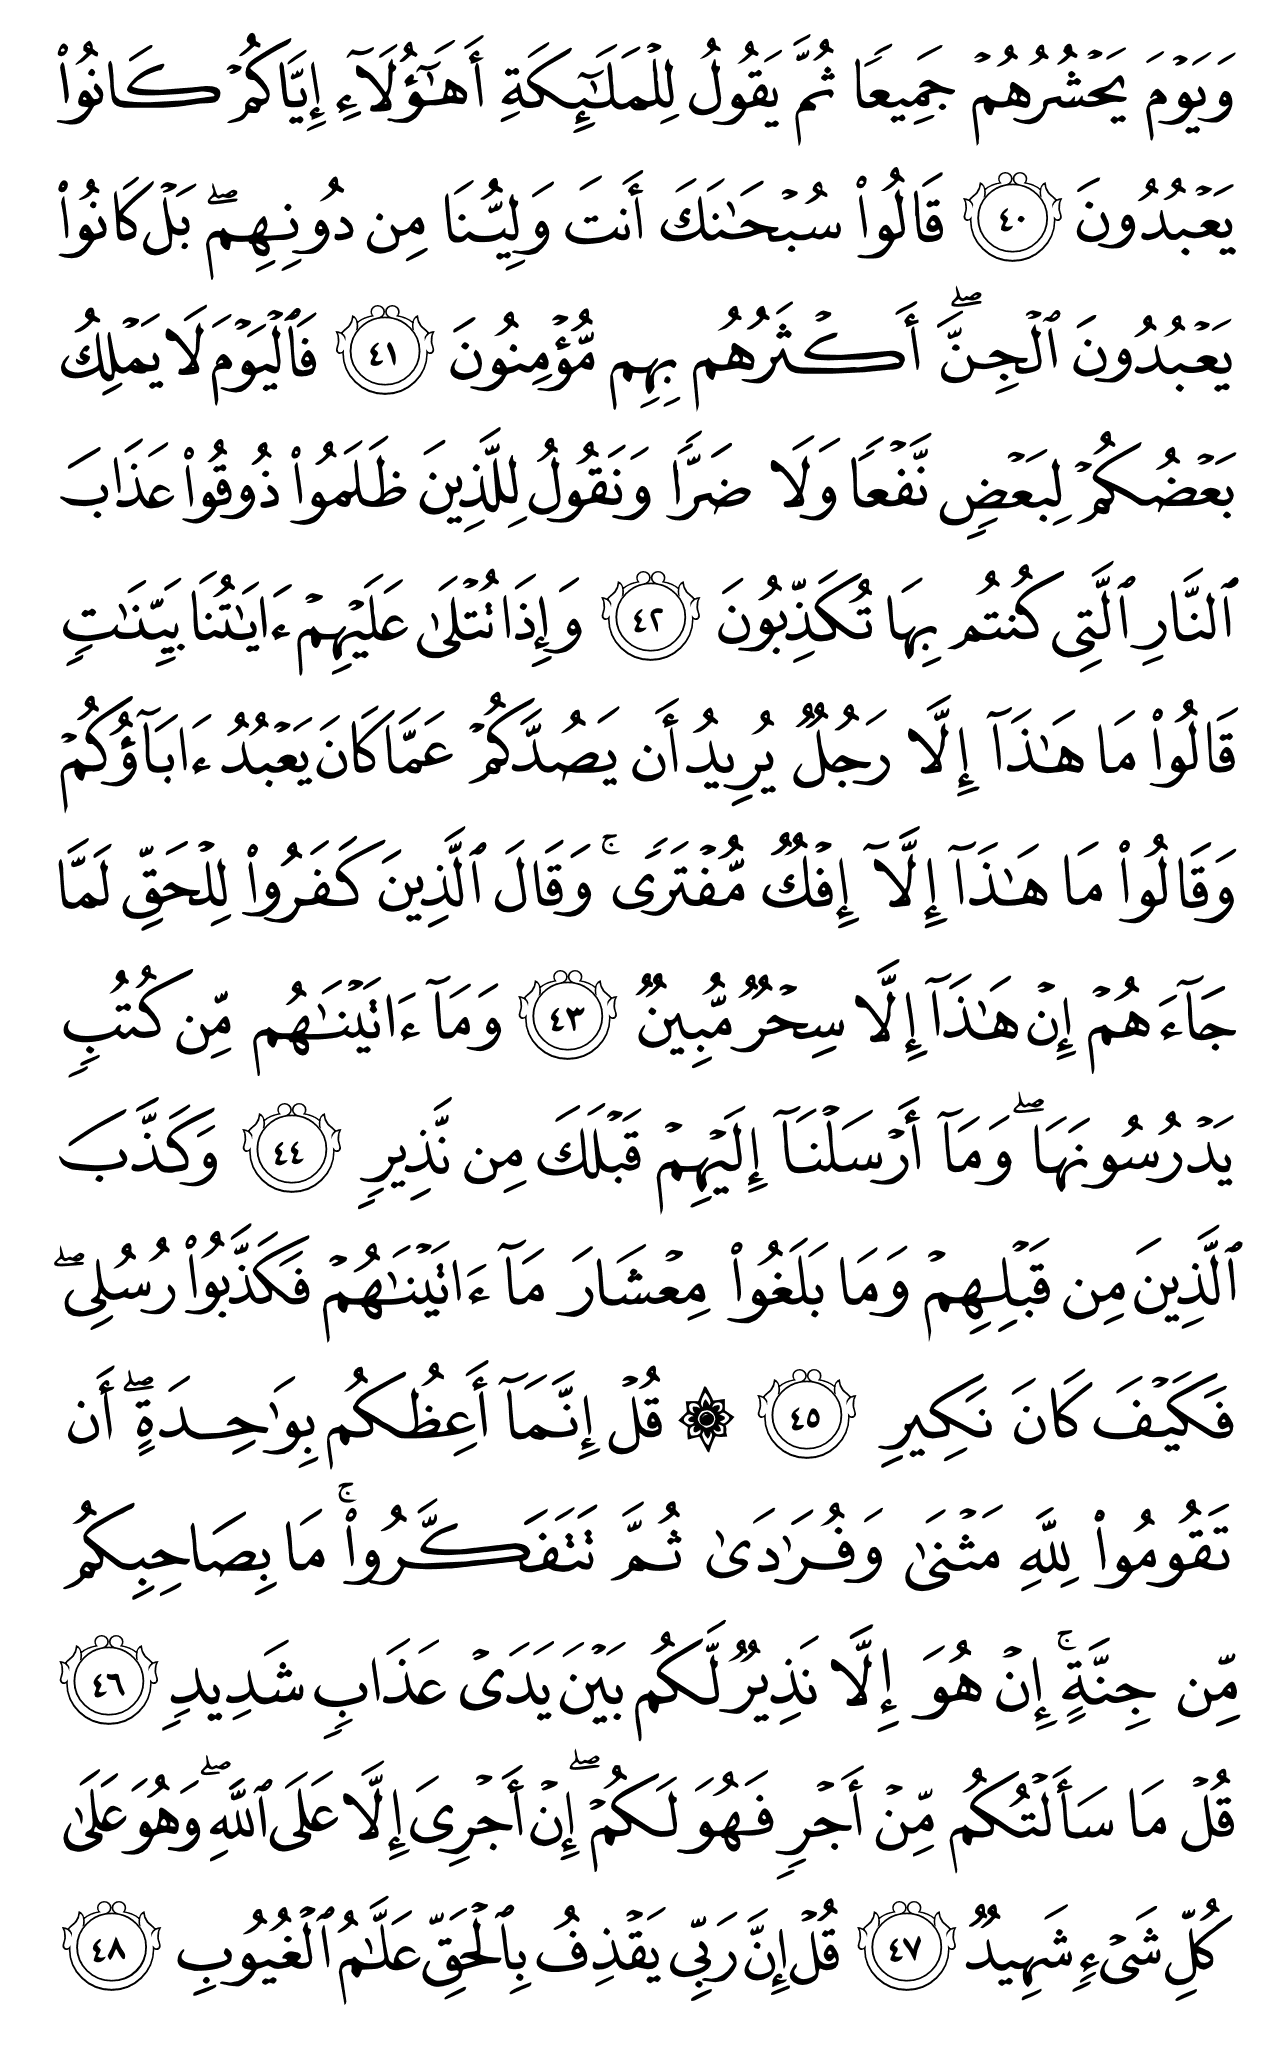 وَيَوْمَ يَحْشُرُهُمْ جَمِيعًا ثُمَّ يَقُولُ لِلْمَلَٰٓئِكَةِ أَهَٰٓؤُلَآءِ إِيَّاكُمْ كَانُوا۟
يَعْبُدُونَ ٤٠ قَالُوا۟ سُبْحَٰنَكَ أَنتَ وَلِيُّنَا مِن دُونِهِم ۖ بَلْ كَانُوا۟
يَعْبُدُونَ ٱلْجِنَّ ۖ أَكْثَرُهُم بِهِم مُّؤْمِنُونَ ٤١ فَٱلْيَوْمَ لَا يَمْلِكُ
بَعْضُكُمْ لِبَعْضٍ نَّفْعًا وَلَا ضَرًّا وَنَقُولُ لِلَّذِينَ ظَلَمُوا۟ ذُوقُوا۟ عَذَابَ
ٱلنَّارِ ٱلَّتِى كُنتُم بِهَا تُكَذِّبُونَ ٤٢ وَإِذَا تُتْلَىٰ عَلَيْهِمْ ءَايَٰتُنَا بَيِّنَٰتٍ
قَالُوا۟ مَا هَٰذَآ إِلَّا رَجُلٌ يُرِيدُ أَن يَصُدَّكُمْ عَمَّا كَانَ يَعْبُدُ ءَابَآؤُكُمْ
وَقَالُوا۟ مَا هَٰذَآ إِلَّآ إِفْكٌ مُّفْتَرًى ۚ وَقَالَ ٱلَّذِينَ كَفَرُوا۟ لِلْحَقِّ لَمَّا
جَآءَهُمْ إِنْ هَٰذَآ إِلَّا سِحْرٌ مُّبِينٌ ٤٣ وَمَآ ءَاتَيْنَٰهُم مِّن كُتُبٍ
يَدْرُسُونَهَا ۖ وَمَآ أَرْسَلْنَآ إِلَيْهِمْ قَبْلَكَ مِن نَّذِيرٍ ٤٤ وَكَذَّبَ
ٱلَّذِينَ مِن قَبْلِهِمْ وَمَا بَلَغُوا۟ مِعْشَارَ مَآ ءَاتَيْنَٰهُمْ فَكَذَّبُوا۟ رُسُلِى ۖ
فَكَيْفَ كَانَ نَكِيرِ ٤٥ ۞ قُلْ إِنَّمَآ أَعِظُكُم بِوَٰحِدَةٍ ۖ أَن
تَقُومُوا۟ لِلَّهِ مَثْنَىٰ وَفُرَٰدَىٰ ثُمَّ تَتَفَكَّرُوا۟ ۚ مَا بِصَاحِبِكُم
مِّن جِنَّةٍ ۚ إِنْ هُوَ إِلَّا نَذِيرٌ لَّكُم بَيْنَ يَدَىْ عَذَابٍ شَدِيدٍ ٤٦
قُلْ مَا سَأَلْتُكُم مِّنْ أَجْرٍ فَهُوَ لَكُمْ ۖ إِنْ أَجْرِىَ إِلَّا عَلَى ٱللَّهِ ۖ وَهُوَ عَلَىٰ
كُلِّ شَىْءٍ شَهِيدٌ ٤٧ قُلْ إِنَّ رَبِّى يَقْذِفُ بِٱلْحَقِّ عَلَّٰمُ ٱلْغُيُوبِ ٤٨